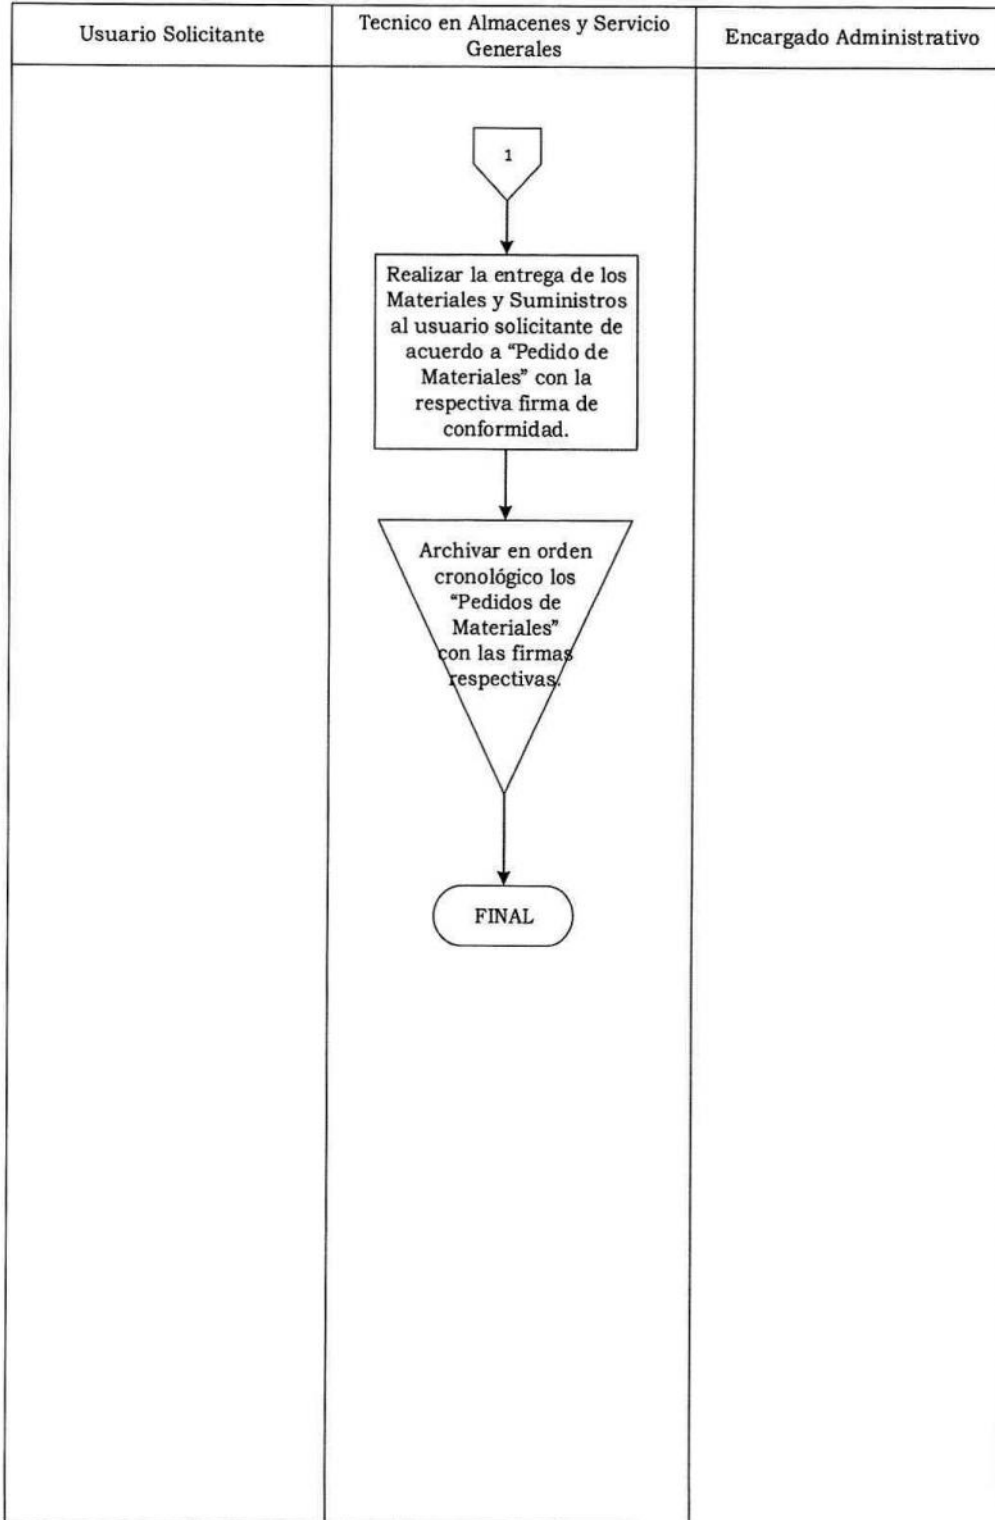 Usuario Solicitante
Tecnico en Almacenes y Servicio
Generales
Encargado Administrativo
1
Realizar la entrega de los
Materiales y Suministros
al usuario solicitante de
acuerdo a “Pedido de
Materiales” con la
respectiva firma de
conformidad.
Archivar en orden
cronológico los
“Pedidos de
Materiales”
con las firmas
respectivas.
FINAL